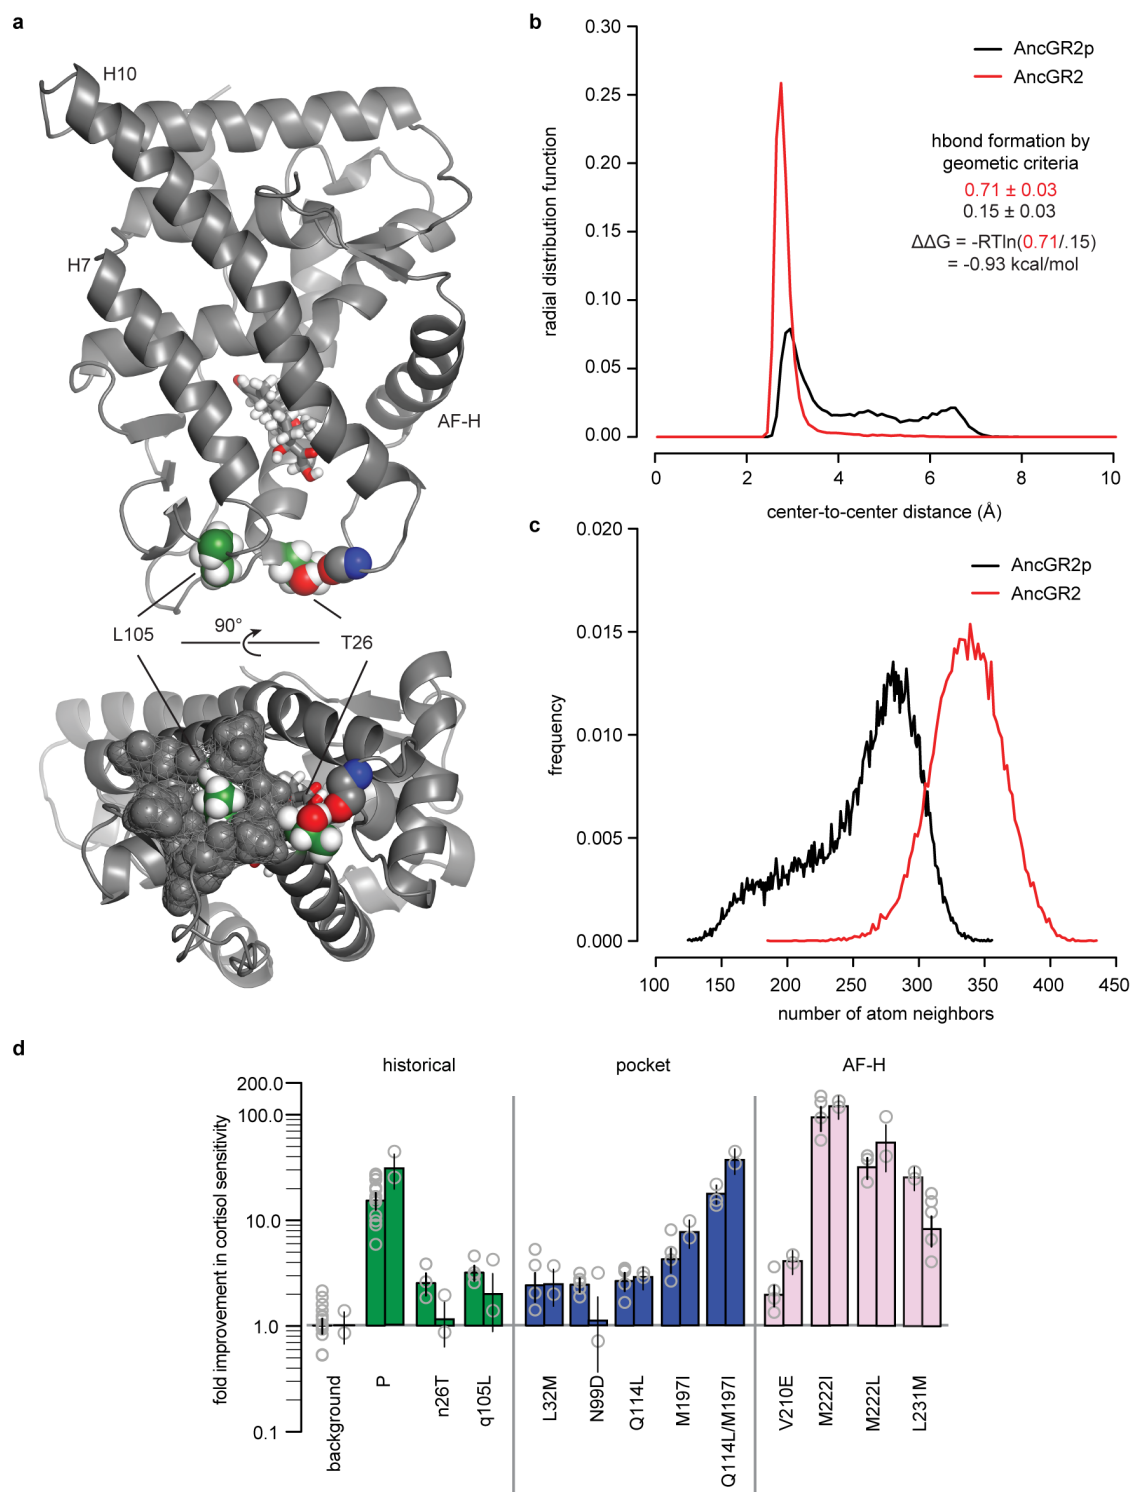 a
H10
H7
AF-H
L105
90°
T26
b
0.30
0.25
0.20
0.15
0.10
0.05
0.00
radial distribution function
AncGR2p
AncGR2
hbond formation by
geometic criteria
0.71 ± 0.03
0.15 ± 0.03
ΔΔG = -RTln(0.71/.15)
= -0.93 kcal/mol
0 2 4 6 8 10
center-to-center distance (Å)
c
0.020
0.015
0.010
0.005
0.000
frequency
AncGR2p
AncGR2
100 150 200 250 300 350 400 450
number of atom neighbors
d
historical pocket AF-H
fold improvement in cortisol sensitivity
200.0
100.0
10.0
1.0
0.1
background
P
n26T
q105L
L32M
N99D
Q114L
M197I
Q114L/M197I
V210E
M222I
M222L
L231M